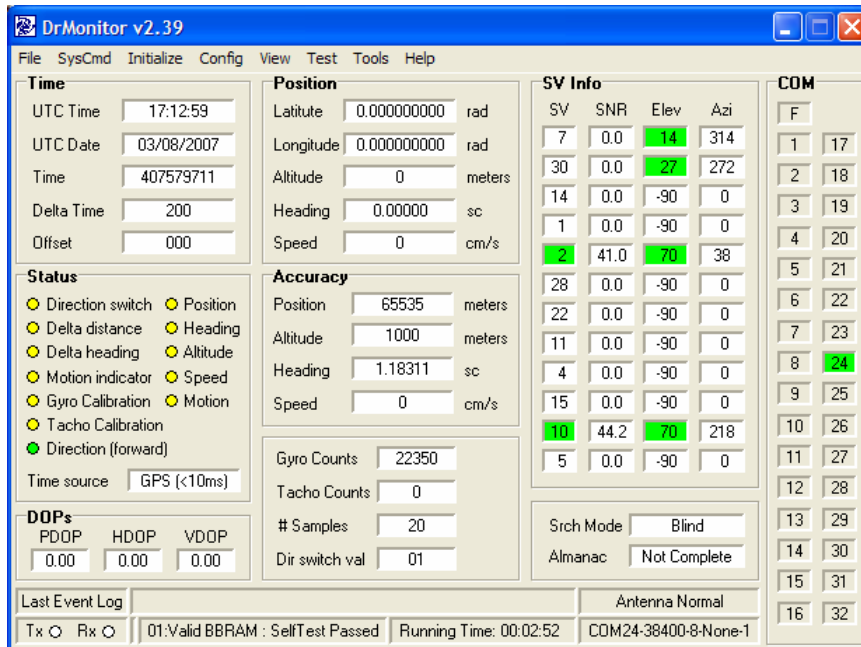 DrMonitor v2.39
File SysCmd Initialize Config View Test Tools Help
Time
UTC Time 17:12:59
UTC Date 03/08/2007
Time 407579711
Delta Time 200
Offset 000
Status
Direction switch Position
Delta distance Heading
Delta heading Altitude
Motion indicator Speed
Gyro Calibration Motion
Tacho Calibration
Direction (forward)
Time source GPS (<10ms)
DOPs
PDOP HDOP VDOP
0.00 0.00 0.00
Position
Latitute 0.000000000 rad
Longitude 0.000000000 rad
Altitude 0 meters
Heading 0.00000 sc
Speed 0 cm/s
Accuracy
Position 65535 meters
Altitude 1000 meters
Heading 1.18311 sc
Speed 0 cm/s
Gyro Counts 22350
Tacho Counts 0
# Samples 20
Dir switch val 01
SV Info
SV SNR Elev Azi
7 0.0 14 314
30 0.0 27 272
14 0.0 -90 0
1 0.0 -90 0
2 41.0 70 38
28 0.0 -90 0
22 0.0 -90 0
11 0.0 -90 0
4 0.0 -90 0
15 0.0 -90 0
10 44.2 70 218
5 0.0 -90 0
Srch Mode Blind
Almanac Not Complete
COM
F
1 17
2 18
3 19
4 20
5 21
6 22
7 23
8 24
9 25
10 26
11 27
12 28
13 29
14 30
15 31
16 32
Last Event Log Antenna Normal
Tx Rx 01:Valid BBRAM : SelfTest Passed Running Time: 00:02:52 COM24-38400-8-None-1